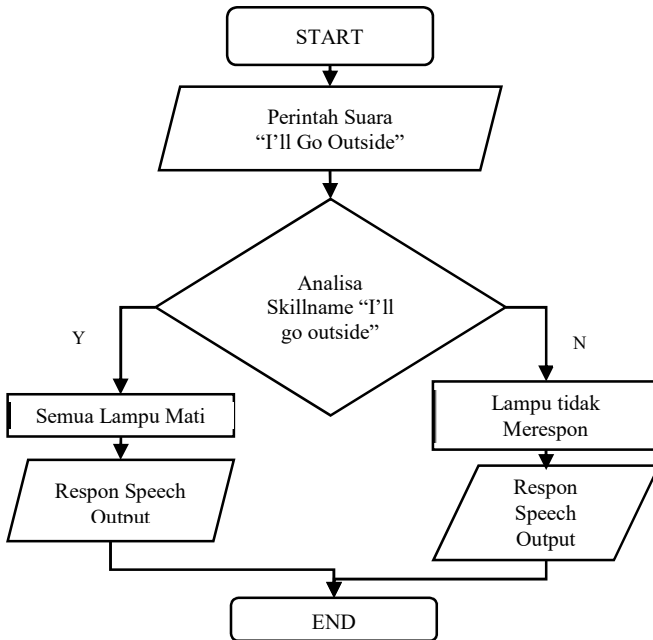 START
Perintah Suara
“I’ll Go Outside”
Analisa
Skillname “I’ll
go outside”
Y
N
Semua Lampu Mati
Lampu tidak
Merespon
Respon Speech
Output
Respon
Speech
Output
END